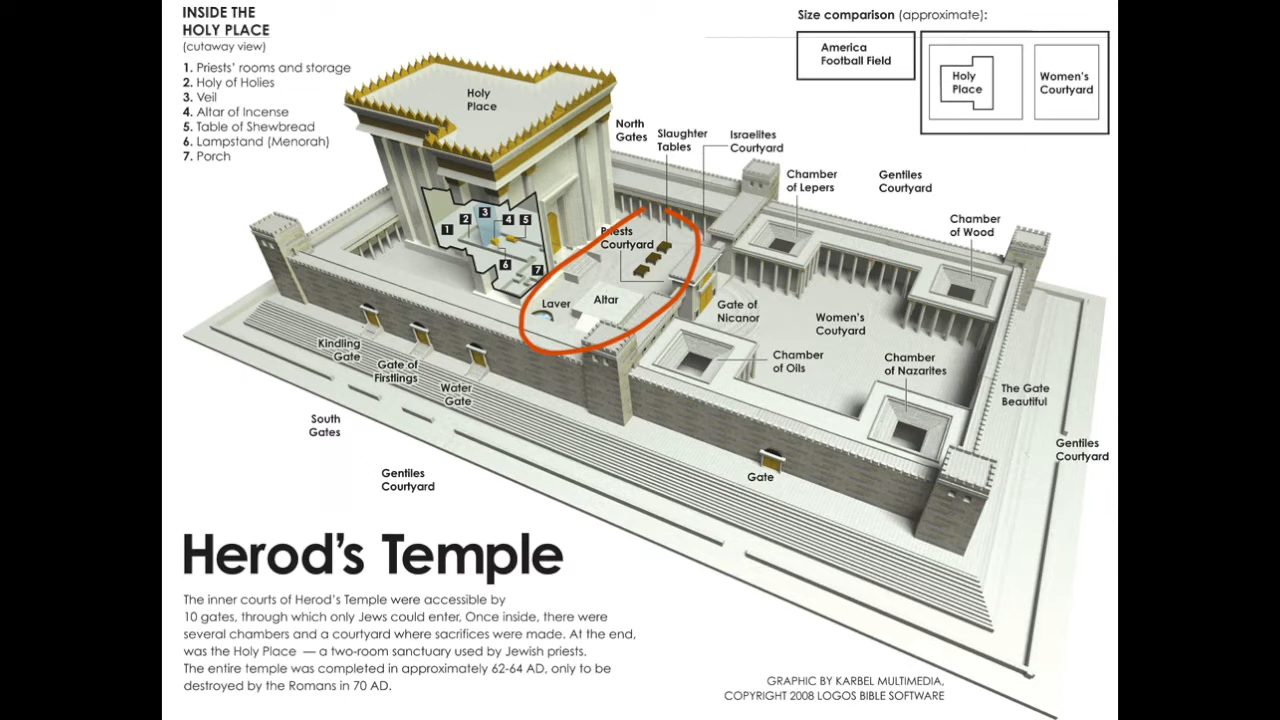 INSIDE THE
HOLY PLACE
(cutaway view)
1. Priests' rooms and storage
2. Holy of Holies
3. Veil
4. Altar of Incense
5. Table of Shewbread
6. Lampstand (Menorah)
7. Porch
Size comparison (approximate):
America
Football Field
Holy
Place
Women's
Courtyard
Holy
Place
North
Gates
Slaughter
Tables
Israelites
Courtyard
Chamber
of Lepers
Gentiles
Courtyard
Chamber
of Wood
1
2
3
4
5
6
7
Priests
Courtyard
Laver
Altar
Gate of
Nicanor
Women's
Coutyard
Chamber
of Oils
Chamber
of Nazarites
The Gate
Beautiful
Gentiles
Courtyard
Kindling
Gate
Gate of
Firstlings
Water
Gate
South
Gates
Gentiles
Courtyard
Gate
Herod's Temple
The inner courts of Herod's Temple were accessible by
10 gates, through which only Jews could enter, Once inside, there were
several chambers and a courtyard where sacrifices were made. At the end,
was the Holy Place — a two-room sanctuary used by Jewish priests.
The entire temple was completed in approximately 62-64 AD, only to be
destroyed by the Romans in 70 AD.
GRAPHIC BY KARBEL MULTIMEDIA,
COPYRIGHT 2008 LOGOS BIBLE SOFTWARE